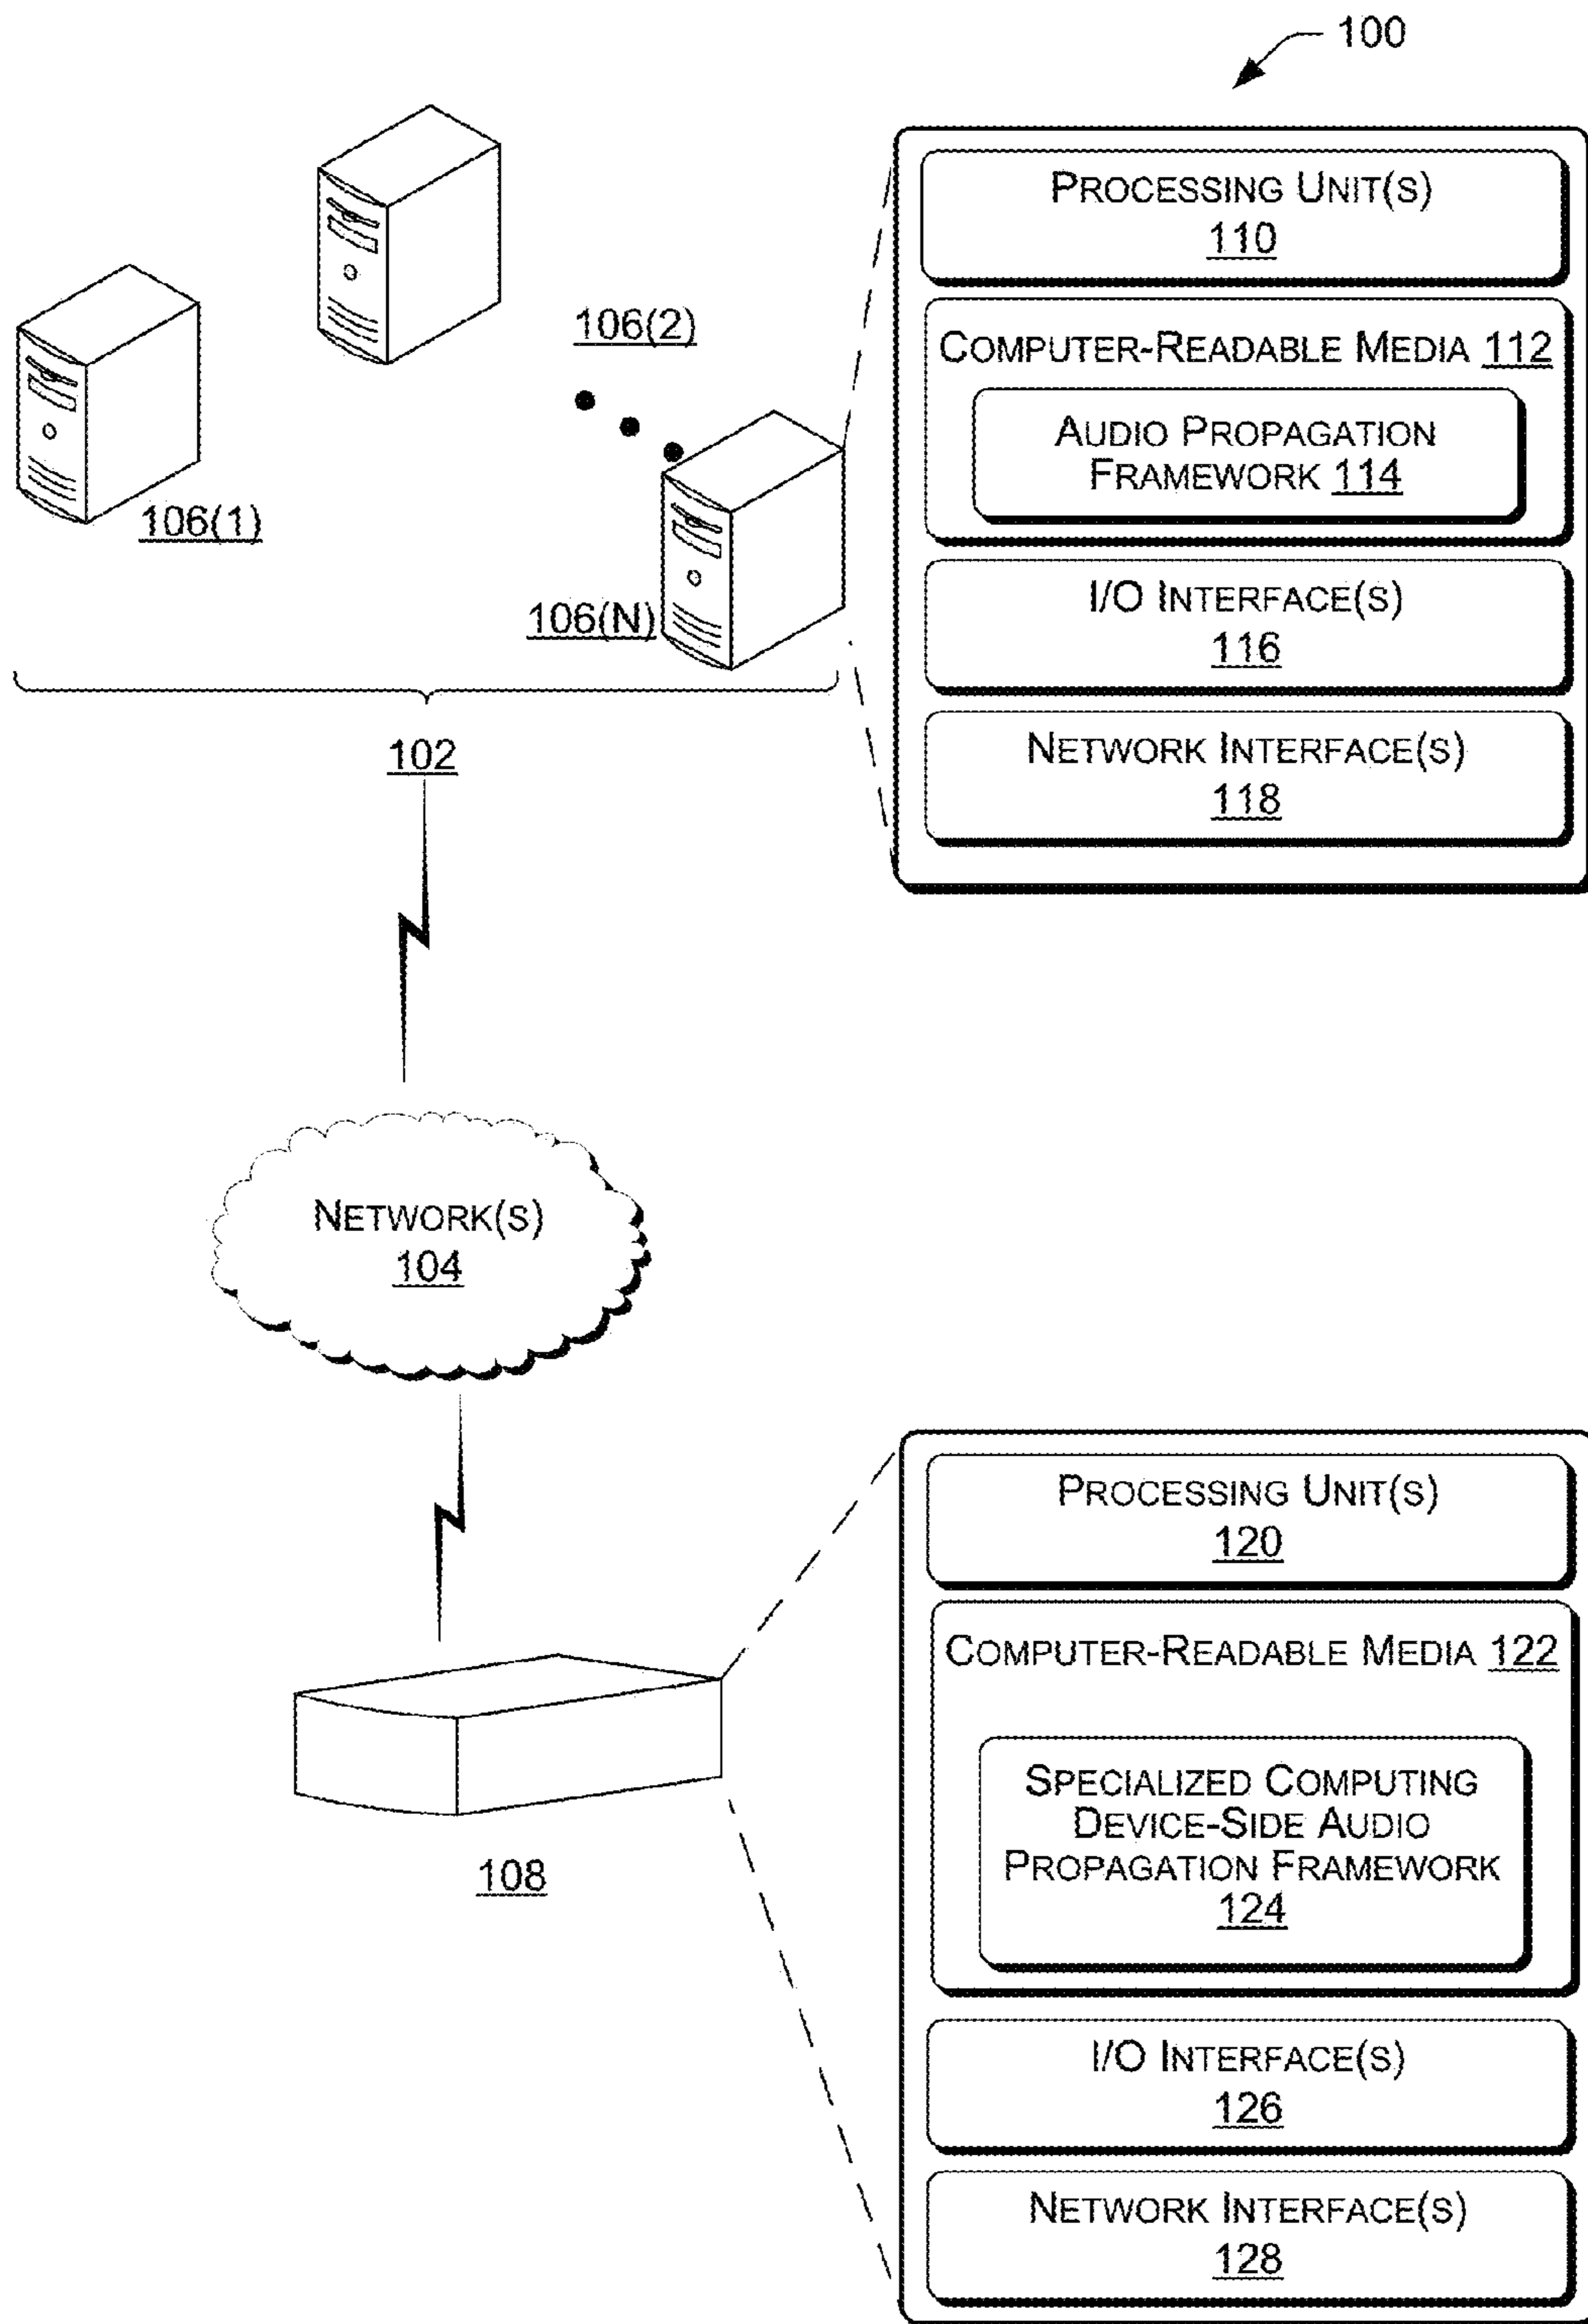 100
PROCESSING UNIT(S)
110
COMPUTER-READABLE MEDIA 112
AUDIO PROPAGATION
FRAMEWORK 114
I/O INTERFACE(S)
116
NETWORK INTERFACE(S)
118
106(1)
106(2)
106(N)
102
NETWORK(S)
104
108
PROCESSING UNIT(S)
120
COMPUTER-READABLE MEDIA 122
SPECIALIZED COMPUTING
DEVICE-SIDE AUDIO
PROPAGATION FRAMEWORK
124
I/O INTERFACE(S)
126
NETWORK INTERFACE(S)
128